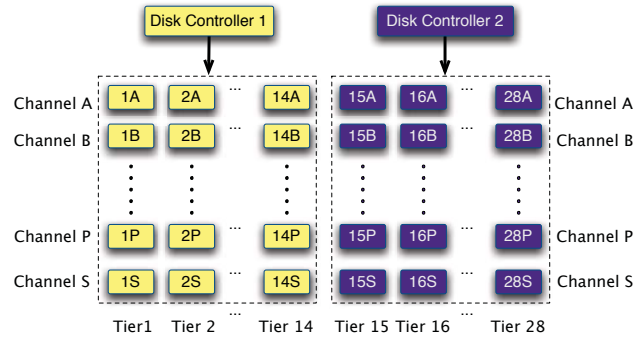 Disk Controller 1 Disk Controller 2
Channel A 1A 2A ... 14A 15A 16A ... 28A Channel A
Channel B 1B 2B ... 14B 15B 16B ... 28B Channel B
Channel P 1P 2P ... 14P 15P 16P ... 28P Channel P
Channel S 1S 2S ... 14S 15S 16S ... 28S Channel S
Tier1 Tier 2 ... Tier 14 Tier 15 Tier 16 ... Tier 28